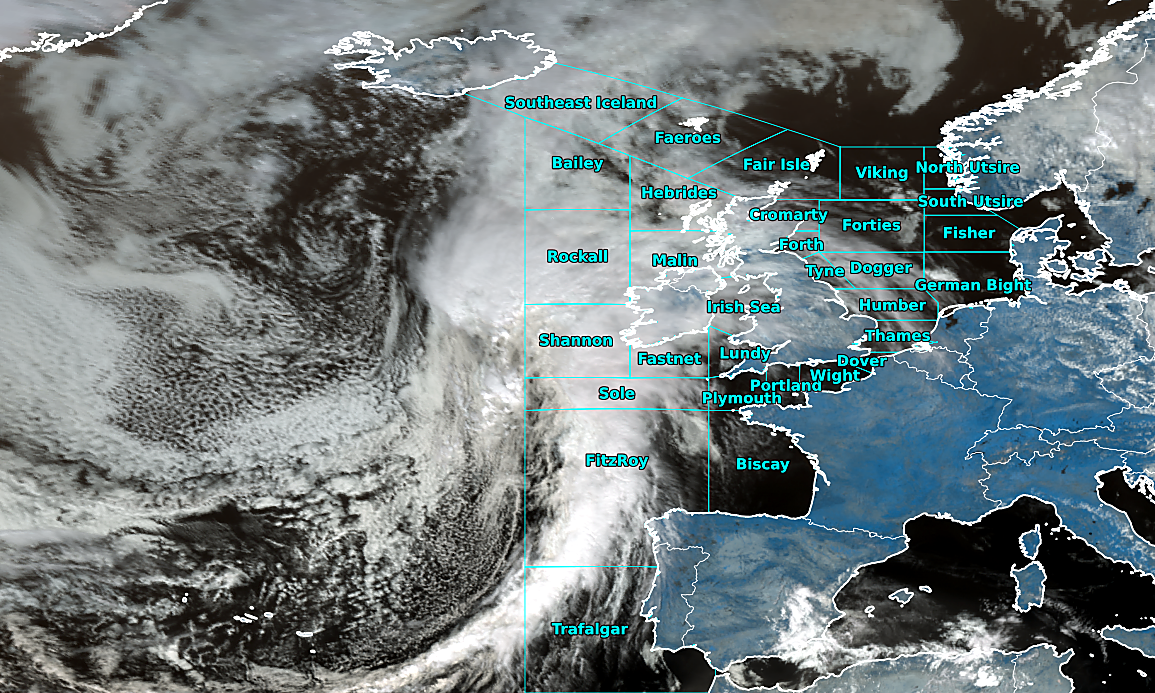 Southeast Iceland
Faeroes
Bailey
Fair Isle
Viking
North Utsire
Hebrides
South Utsire
Cromarty
Forties
Fisher
Forth
Rockall
Malin
Tyne
Dogger
German Bight
Irish Sea
Humber
Thames
Shannon
Fastnet
Lundy
Dover
Wight
Portland
Sole
Plymouth
FitzRoy
Biscay
Trafalgar